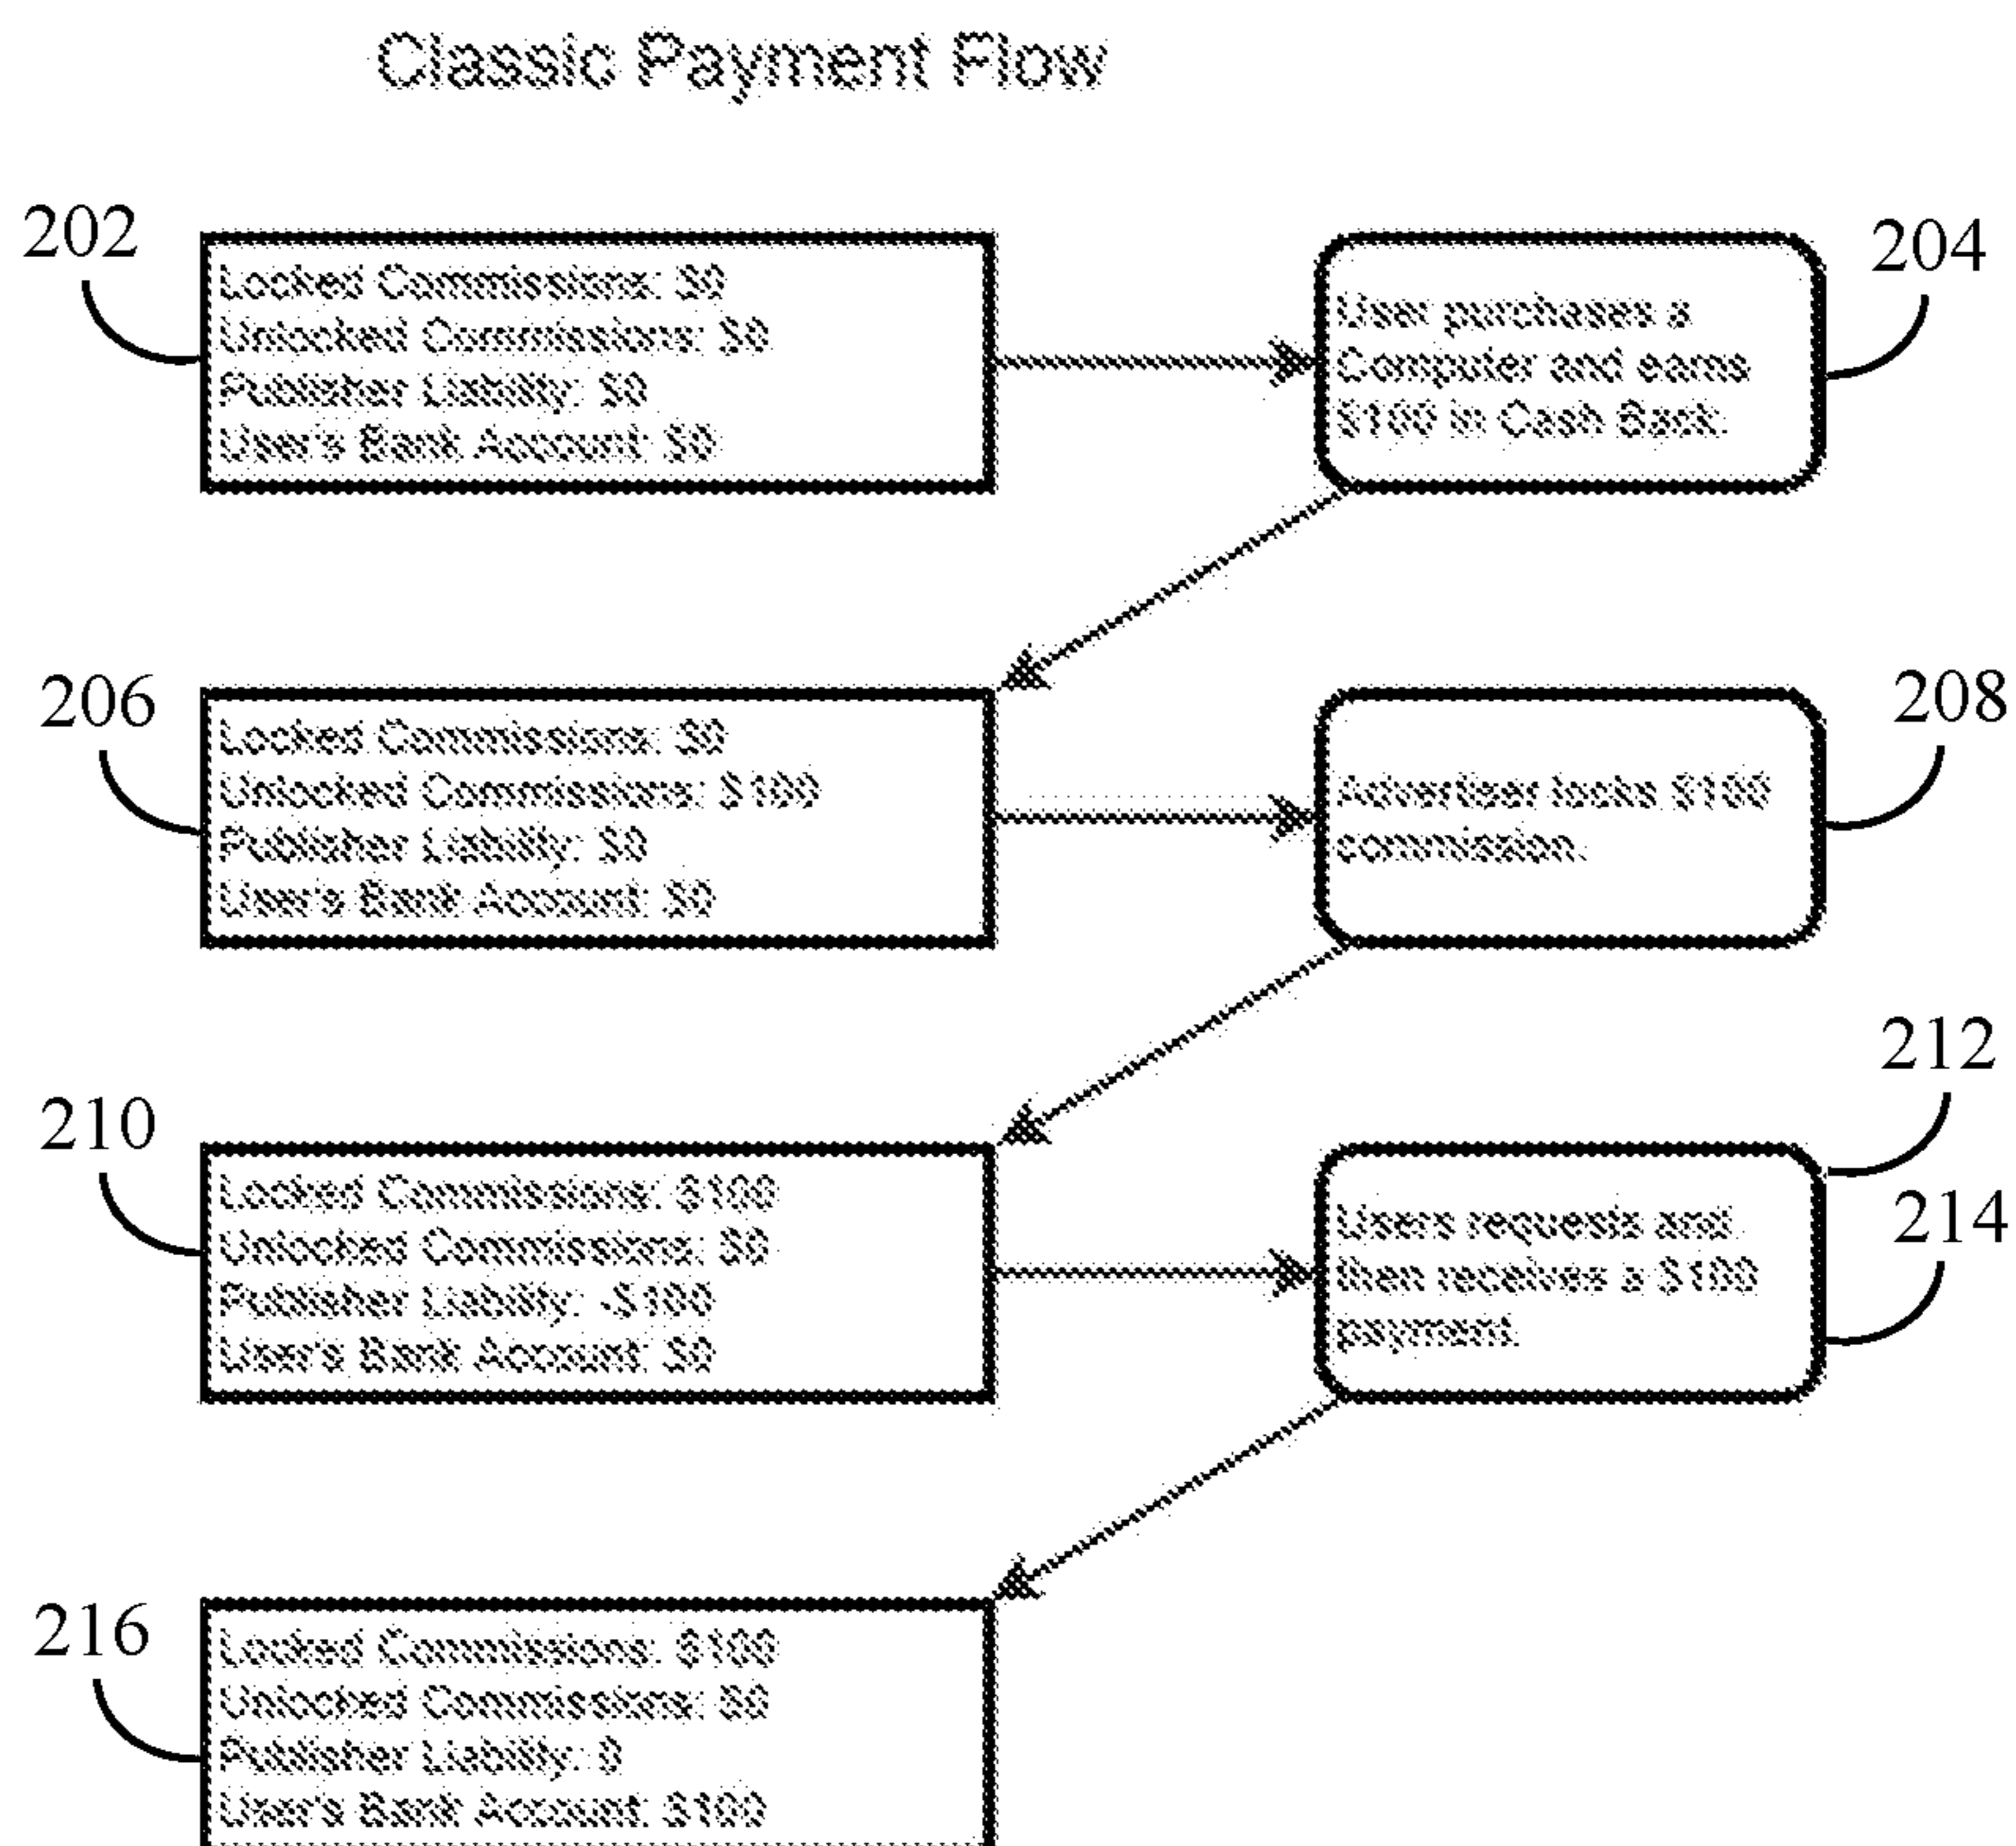 Classic Payment Flow
202
Locked Commissions: $0
Unlocked Commissions: $0
Publisher Liability: $0
User's Bank Account: $0
204
User purchases a
Computer and earns
$100 in Cash Back.
206
Locked Commissions: $0
Unlocked Commissions: $100
Publisher Liability: $0
User's Bank Account: $0
208
Advertiser locks $100
commission.
210
Locked Commissions: $100
Unlocked Commissions: $0
Publisher Liability: -$100
User's Bank Account: $0
212
214
Users requests and
then receives a $100
payment.
216
Locked Commissions: $100
Unlocked Commissions: $0
Publisher Liability: 0
User's Bank Account: $100